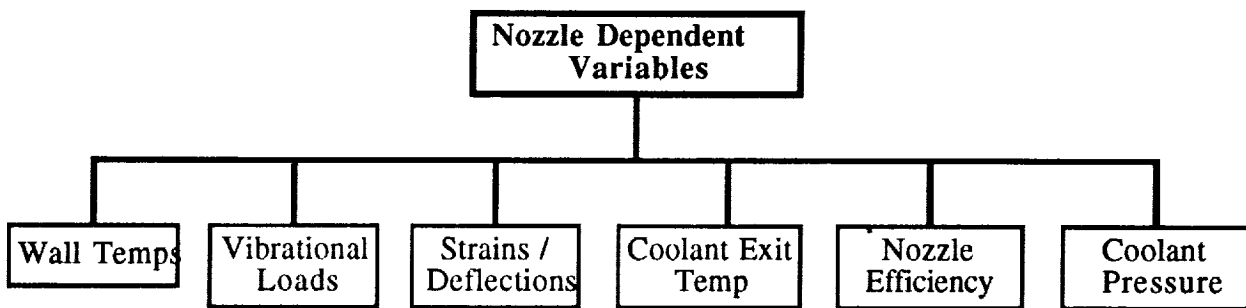 Nozzle Dependent
Variables
Wall Temps
Vibrational
Loads
Strains /
Deflections
Coolant Exit
Temp
Nozzle
Efficiency
Coolant
Pressure